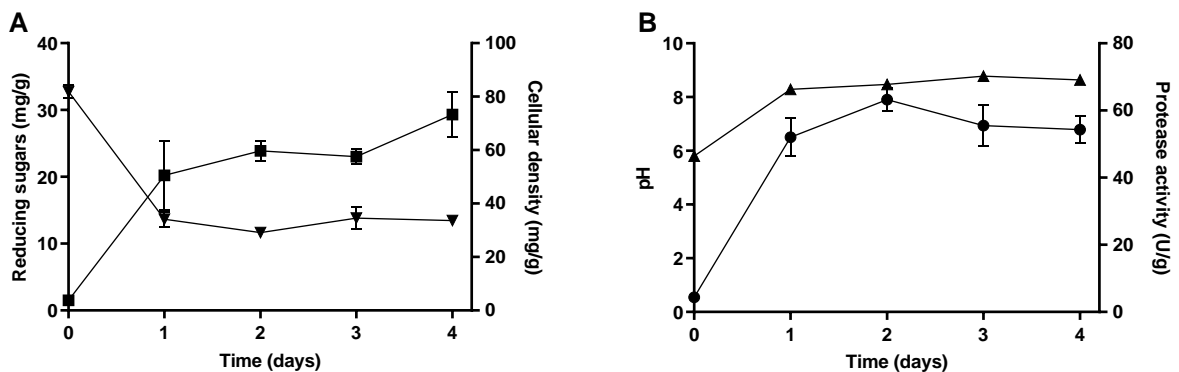 A
Reducing sugars (mg/g)
40
30
20
10
0
100
80
60
40
20
0
Cellular density (mg/g)
0 1 2 3 4
Time (days)
B
pH
10
8
6
4
2
0
80
60
40
20
0
Protease activity (U/g)
0 1 2 3 4
Time (days)